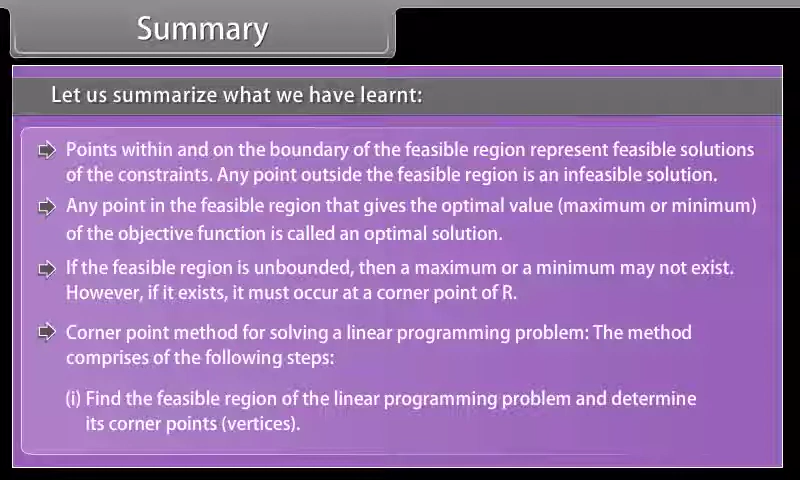 Summary
Let us summarize what we have learnt:
Points within and on the boundary of the feasible region represent feasible solutions
of the constraints. Any point outside the feasible region is an infeasible solution.
Any point in the feasible region that gives the optimal value (maximum or minimum)
of the objective function is called an optimal solution.
If the feasible region is unbounded, then a maximum or a minimum may not exist.
However, if it exists, it must occur at a corner point of R.
Corner point method for solving a linear programming problem: The method
comprises of the following steps:
(i) Find the feasible region of the linear programming problem and determine
its corner points (vertices).